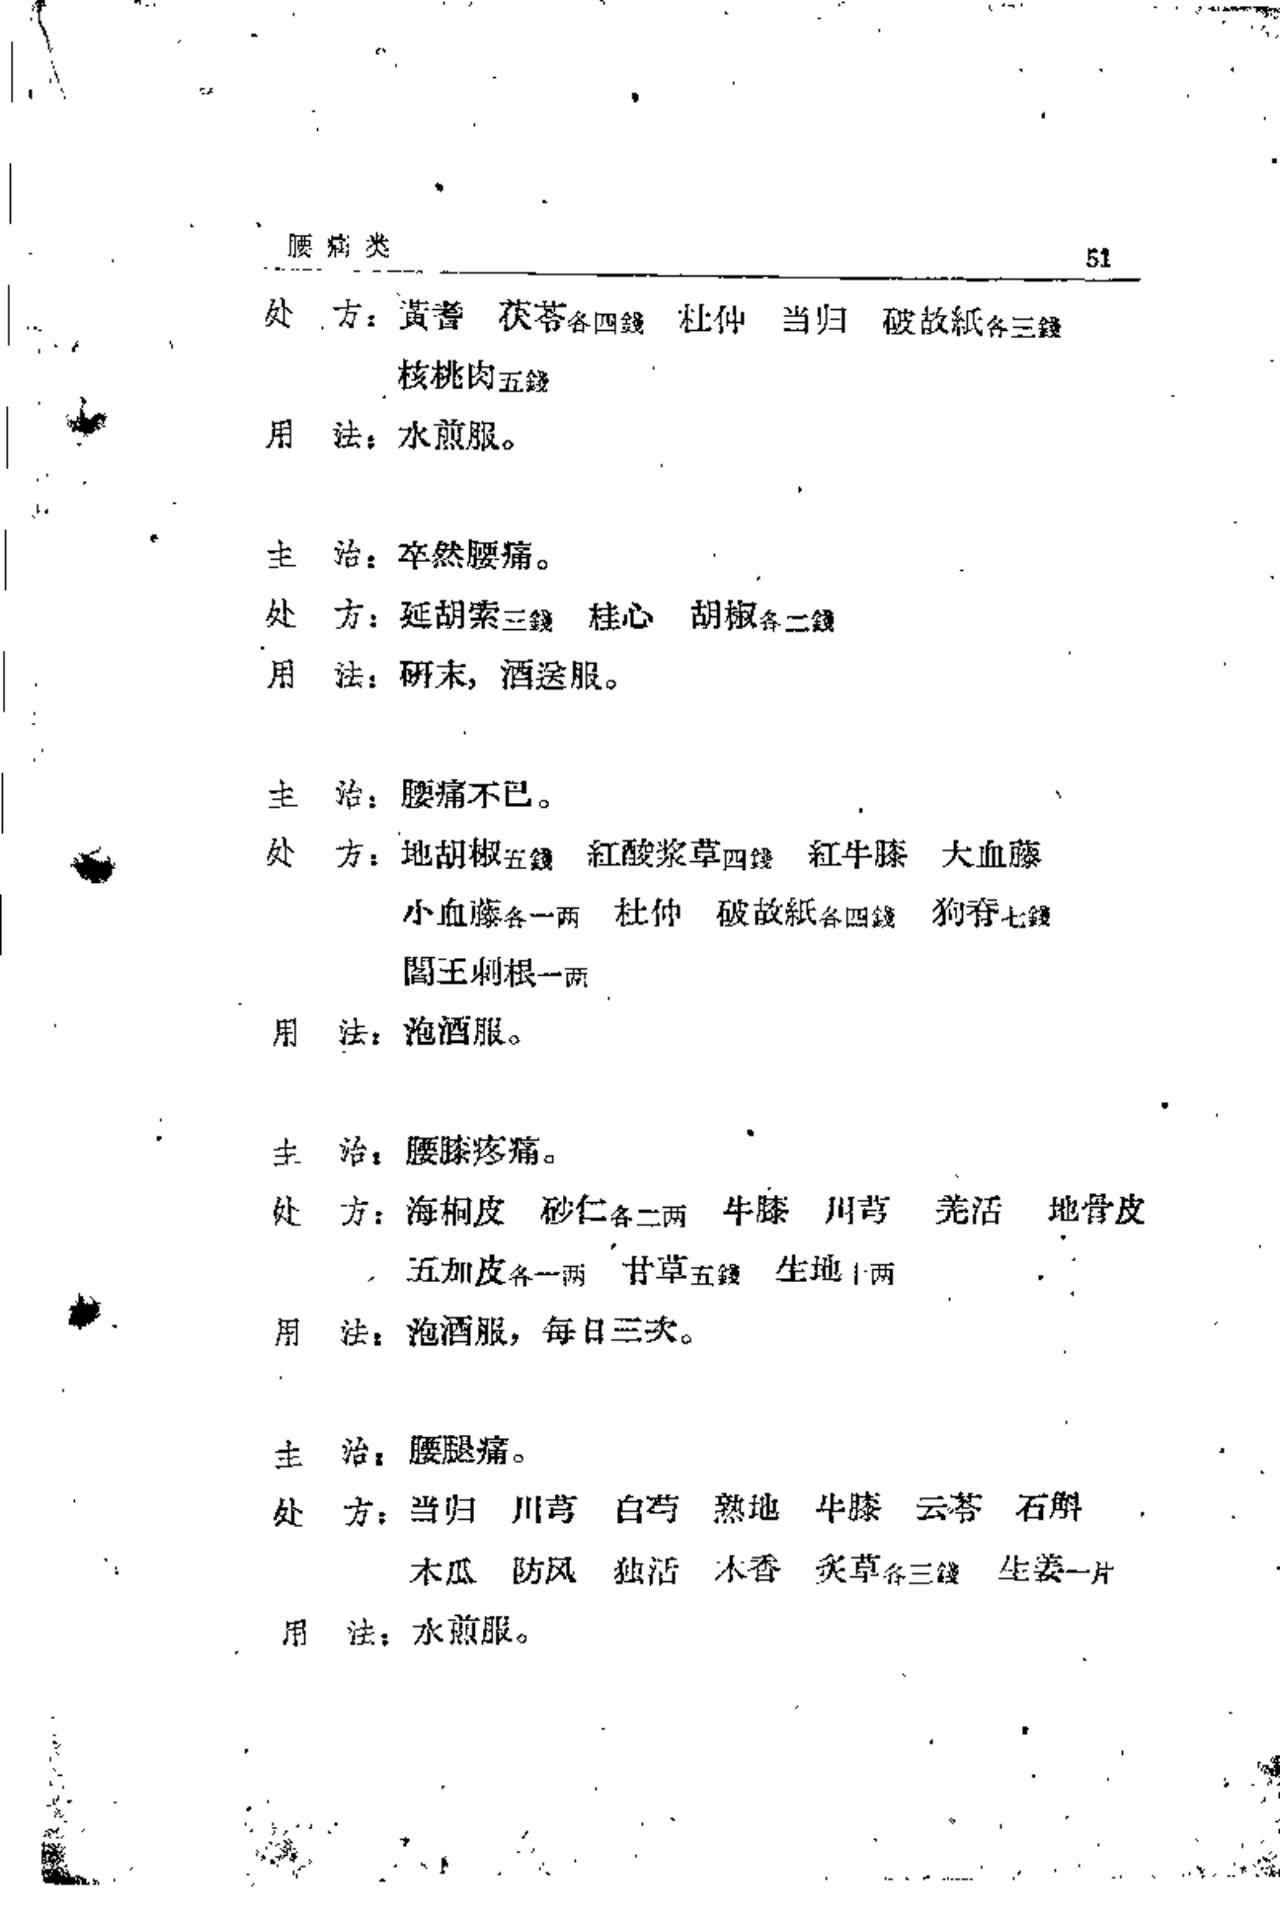 腰痛类 51
处 方：黃耆 茯苓各四錢 杜仲 当归 破故紙各三錢
核桃肉五錢
用 法：水煎服。
主 治：卒然腰痛。
处 方：延胡索三錢 桂心 胡椒各二錢
用 法：研末，酒送服。
主 治：腰痛不已。
处 方：地胡椒五錢 紅酸浆草四錢 紅牛膝 大血藤
小血藤各一两 杜仲 破故紙各四錢 狗脊七錢
閻王刺根一两
用 法：泡酒服。
主 治：腰膝疼痛。
处 方：海桐皮 砂仁各二两 牛膝 川芎 羌活 地骨皮
五加皮各一两 甘草五錢 生地十两
用 法：泡酒服，每日三次。
主 治：腰腿痛。
处 方：当归 川芎 白芍 熟地 牛膝 云苓 石斛
木瓜 防风 独活 木香 炙草各三錢 生姜一片
用 法：水煎服。